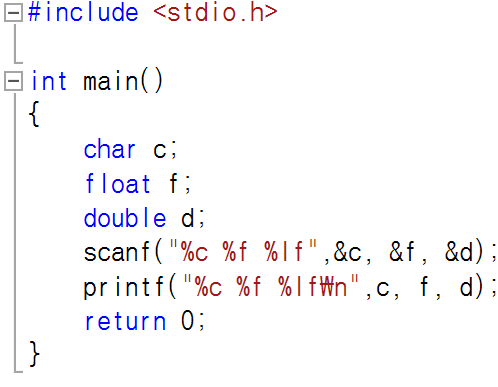 #include <stdio.h>
int main()
{
char c;
float f;
double d;
scanf("%c %f %lf",&c, &f, &d);
printf("%c %f %lf₩n",c, f, d);
return 0;
}